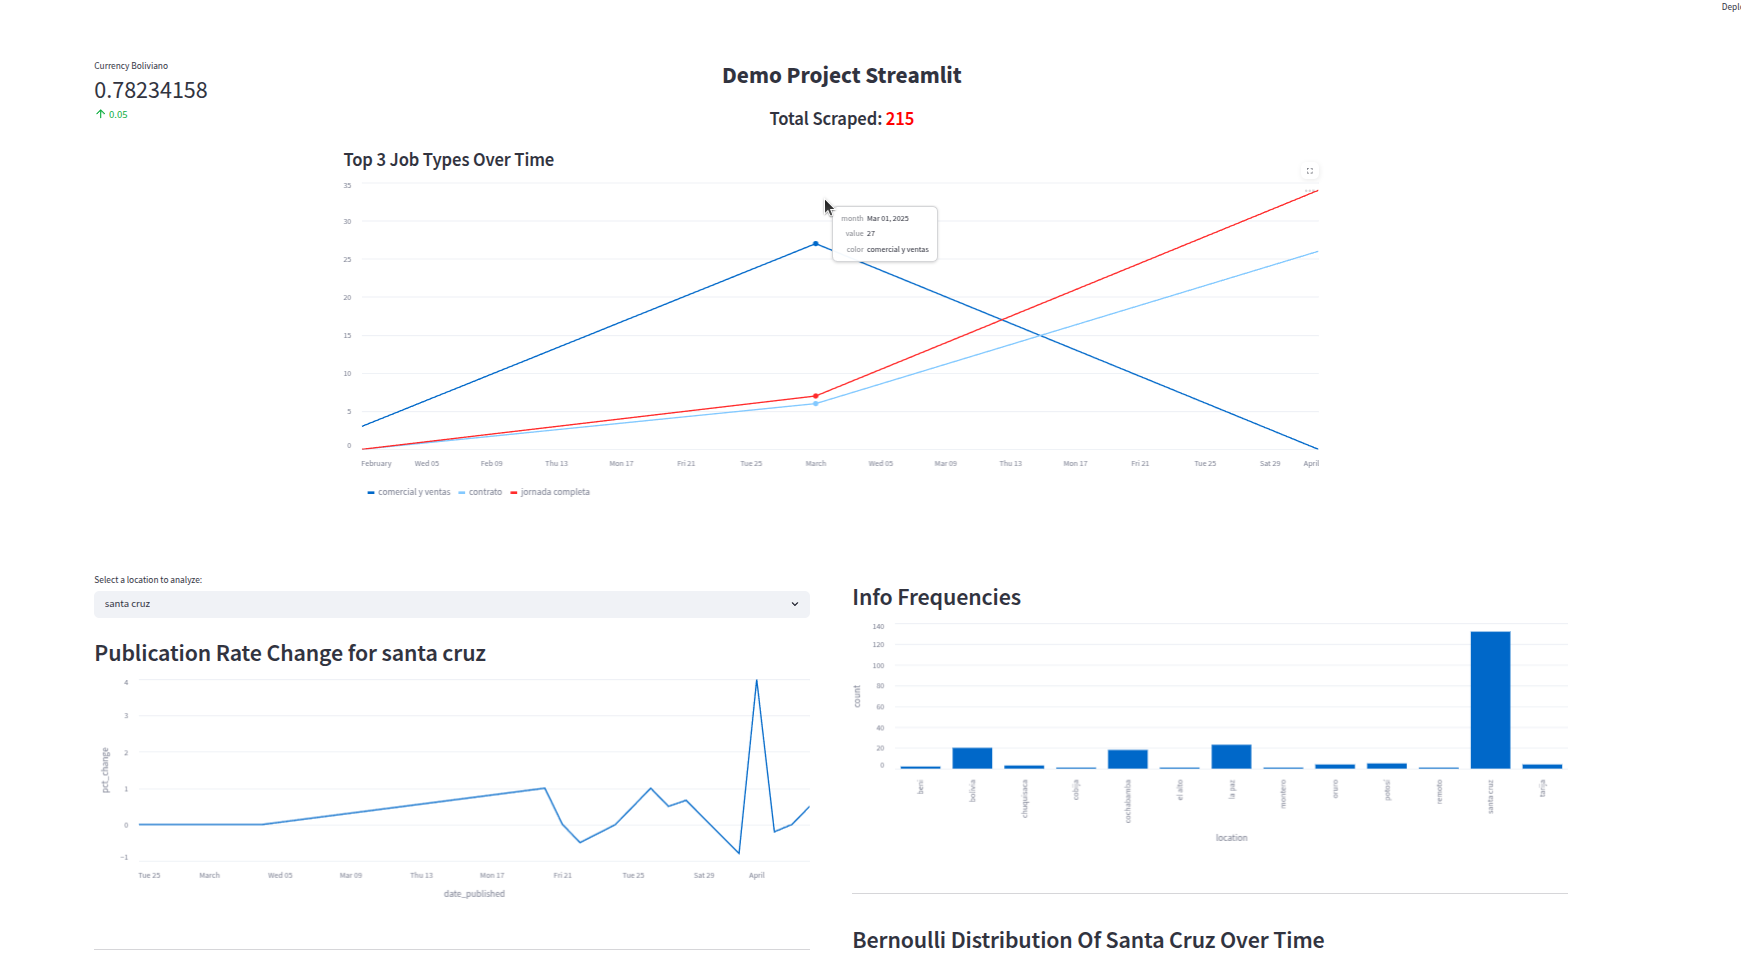 Currency Boliviano
0.78234158
↑ 0.05
Demo Project Streamlit
Total Scraped: 215
Top 3 Job Types Over Time
35
30
25
20
15
10
5
0
month Mar 01, 2025
value 27
color comercial y ventas
February Wed 05 Feb 09 Thu 13 Mon 17 Fri 21 Tue 25 March Wed 05 Mar 09 Thu 13 Mon 17 Fri 21 Tue 25 Sat 29 April
comercial y ventas contrato jornada completa
Select a location to analyze:
santa cruz
Publication Rate Change for santa cruz
pct_change
4
3
2
1
0
−1
Tue 25 March Wed 05 Mar 09 Thu 13 Mon 17 Fri 21 Tue 25 Sat 29 April
date_published
Info Frequencies
count
140
120
100
80
60
40
20
0
beni bolivia chuquisaca cobija cochabamba el alto la paz montero oruro potosí remoto santa cruz tarija
location
Bernoulli Distribution Of Santa Cruz Over Time